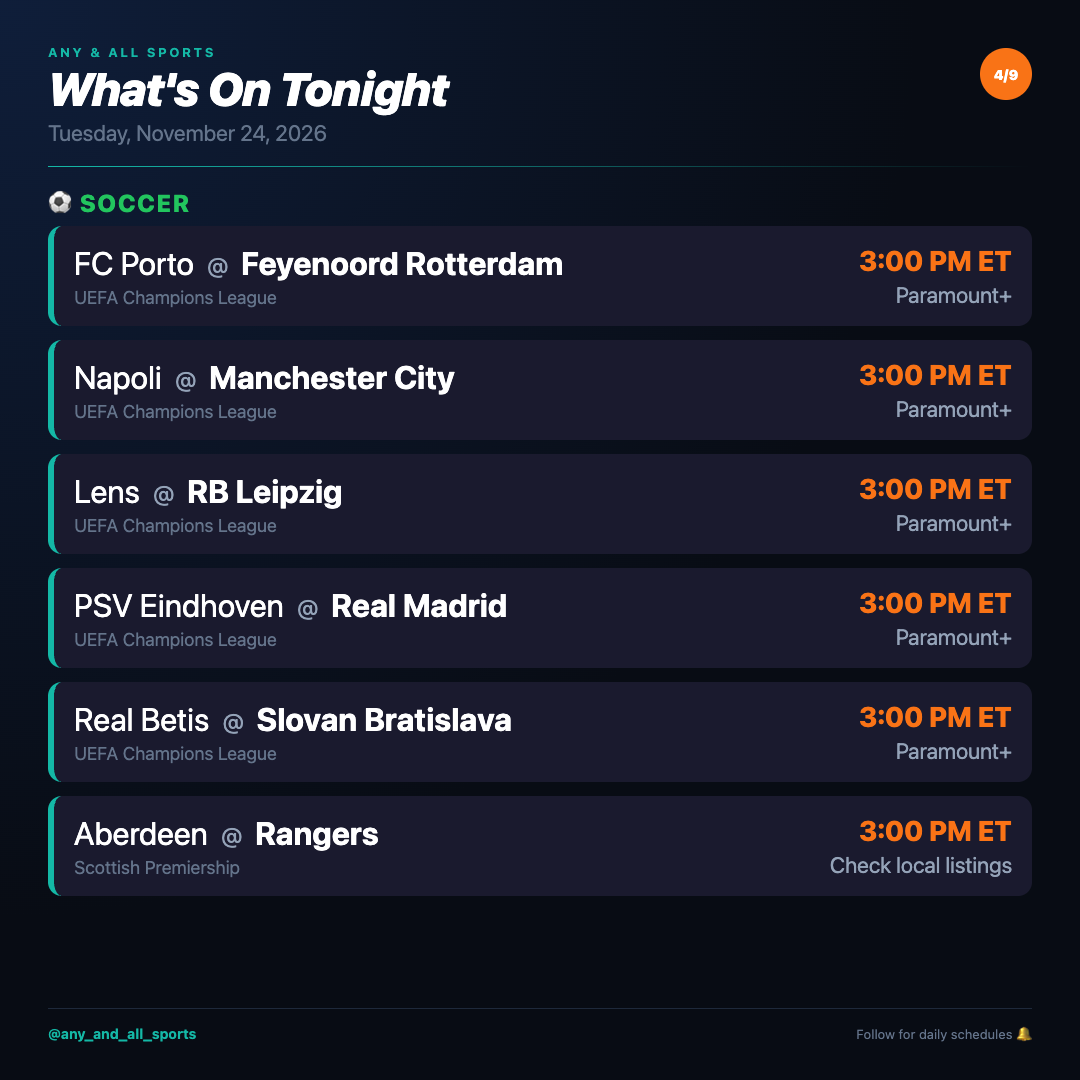 ANY & ALL SPORTS
What's On Tonight
Tuesday, November 24, 2026
4/9
⚽ SOCCER
FC Porto @ Feyenoord Rotterdam
3:00 PM ET
UEFA Champions League
Paramount+
Napoli @ Manchester City
3:00 PM ET
UEFA Champions League
Paramount+
Lens @ RB Leipzig
3:00 PM ET
UEFA Champions League
Paramount+
PSV Eindhoven @ Real Madrid
3:00 PM ET
UEFA Champions League
Paramount+
Real Betis @ Slovan Bratislava
3:00 PM ET
UEFA Champions League
Paramount+
Aberdeen @ Rangers
3:00 PM ET
Scottish Premiership
Check local listings
@any_and_all_sports
Follow for daily schedules 🔔